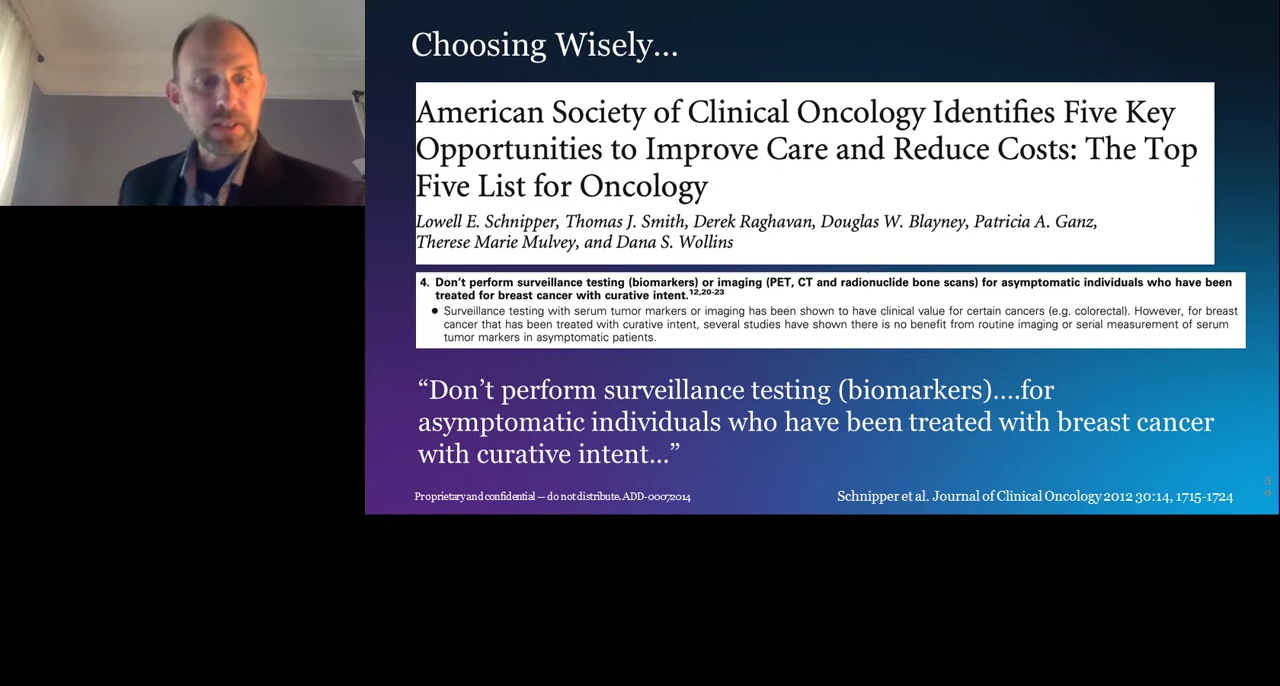 Choosing Wisely...
American Society of Clinical Oncology Identifies Five Key
Opportunities to Improve Care and Reduce Costs: The Top
Five List for Oncology
Lowell E. Schnipper, Thomas J. Smith, Derek Raghavan, Douglas W. Blayney, Patricia A. Ganz,
Therese Marie Mulvey, and Dana S. Wollins
4. Don't perform surveillance testing (biomarkers) or imaging (PET, CT and radionuclide bone scans) for asymptomatic individuals who have been
treated for breast cancer with curative intent.12,20-23
● Surveillance testing with serum tumor markers or imaging has been shown to have clinical value for certain cancers (e.g. colorectal). However, for breast
cancer that has been treated with curative intent, several studies have shown there is no benefit from routine imaging or serial measurement of serum
tumor markers in asymptomatic patients.
“Don’t perform surveillance testing (biomarkers)....for
asymptomatic individuals who have been treated with breast cancer
with curative intent...”
Proprietary and confidential — do not distribute. ADD-00072014
Schnipper et al. Journal of Clinical Oncology 2012 30:14, 1715-1724
3